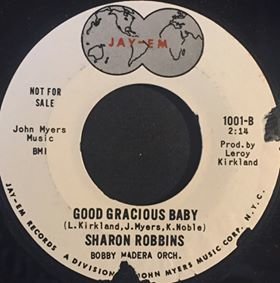 JAY-EM
NOT FOR
SALE
John Myers
Music
BMI
1001-B
2:14
Prod.by
Leroy
Kirkland
GOOD GRACIOUS BABY
(L.Kirkland,J.Myers,K.Noble)
SHARON ROBBINS
BOBBY MADERA ORCH.
JAY-EM RECORDS A DIVISION OF JOHN MYERS MUSIC CORP. N.Y.C.